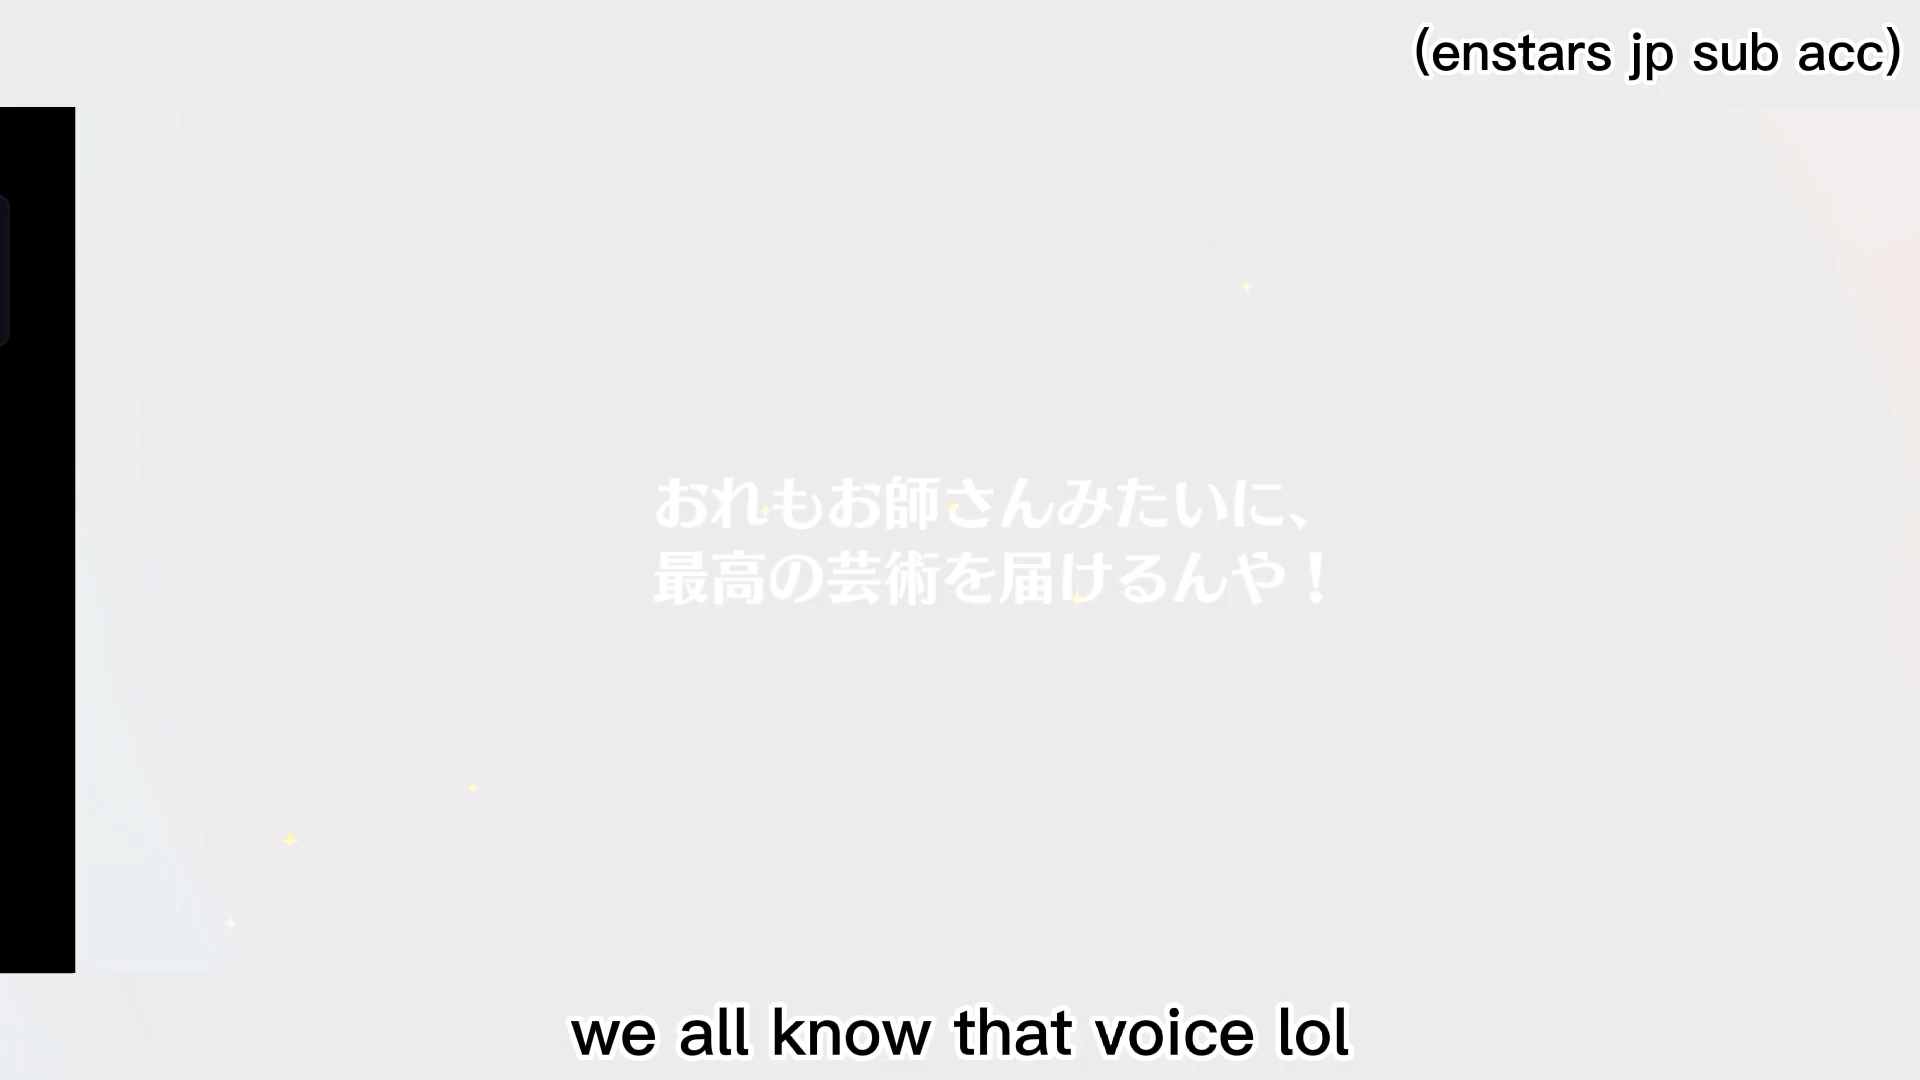 (enstars jp sub acc)
おれもお師さんみたいに、
最高の芸術を届けるんや！
we all know that voice lol